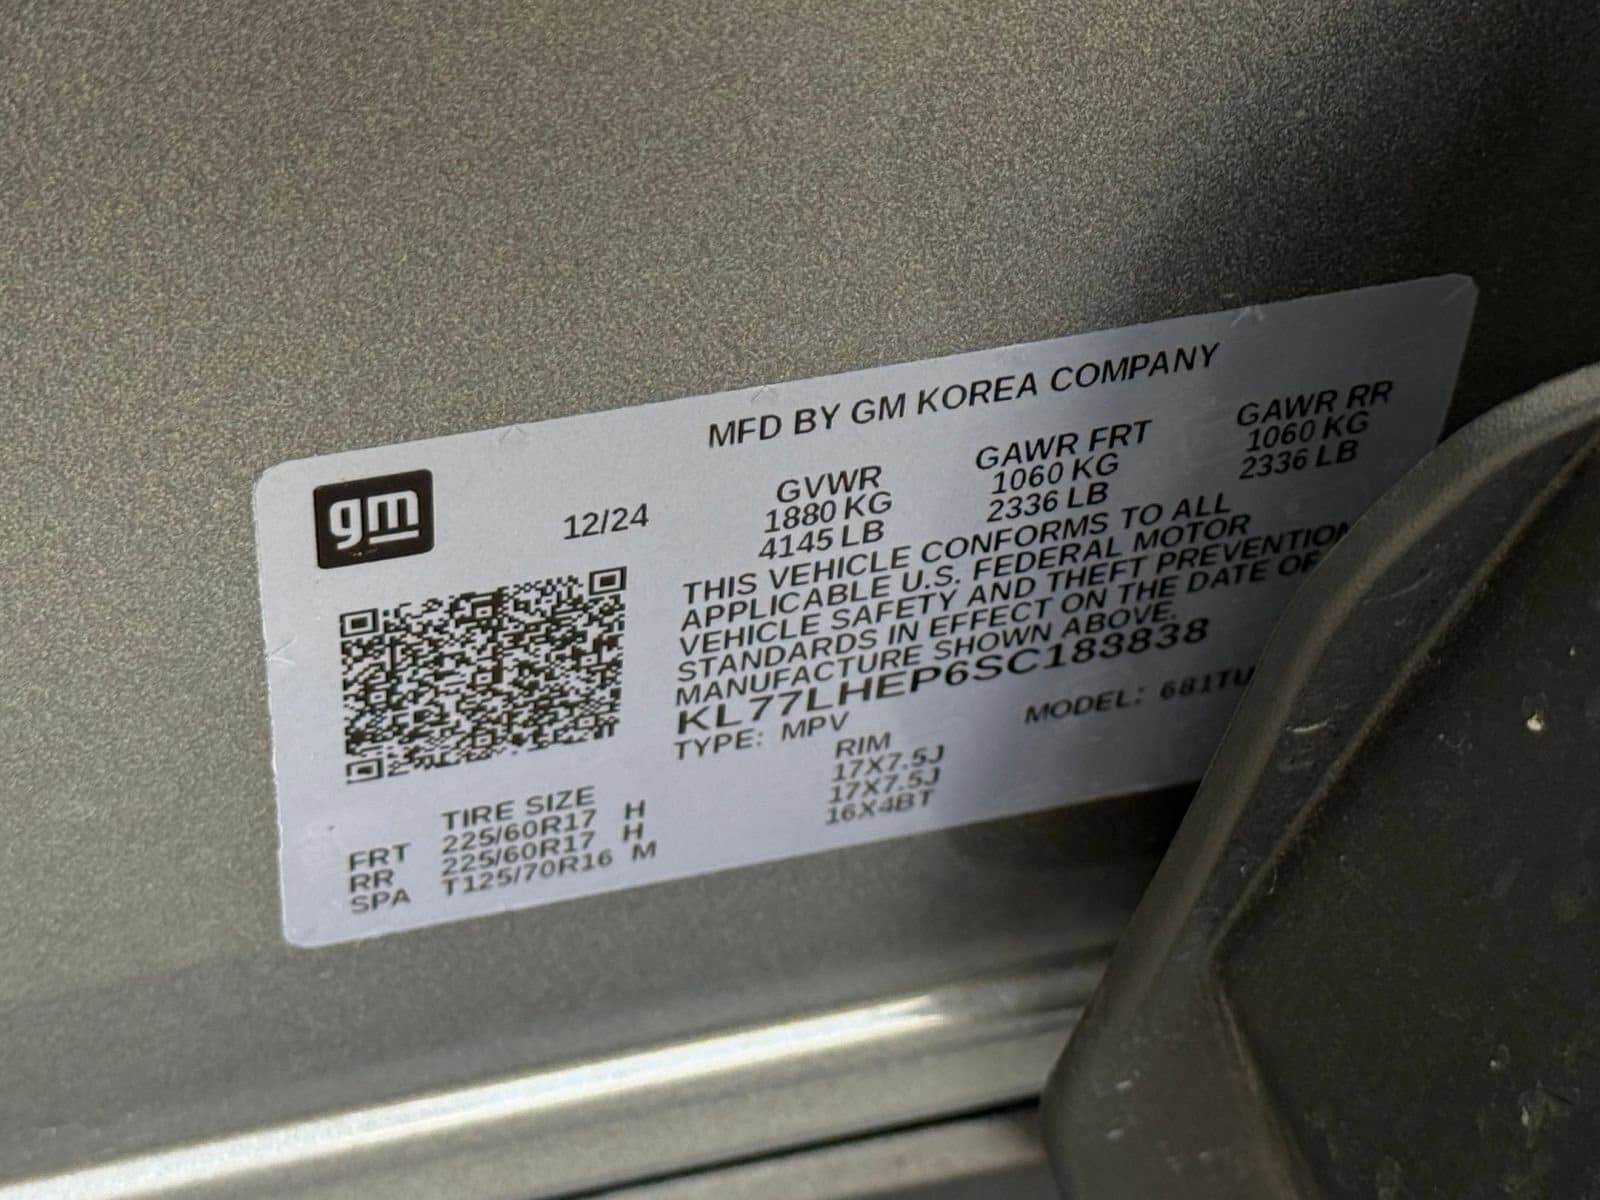 MFD BY GM KOREA COMPANY
gm
12/24
GVWR GAWR FRT GAWR RR
1880 KG 1060 KG 1060 KG
4145 LB 2336 LB 2336 LB
THIS VEHICLE CONFORMS TO ALL
APPLICABLE U.S. FEDERAL MOTOR
VEHICLE SAFETY AND THEFT PREVENTION
STANDARDS IN EFFECT ON THE DATE OF
MANUFACTURE SHOWN ABOVE.
KL77LHEP6SC183838
TYPE: MPV MODEL: 681TU
TIRE SIZE RIM
FRT 225/60R17 H 17X7.5J
RR 225/60R17 H 17X7.5J
SPA T125/70R16 M 16X4BT